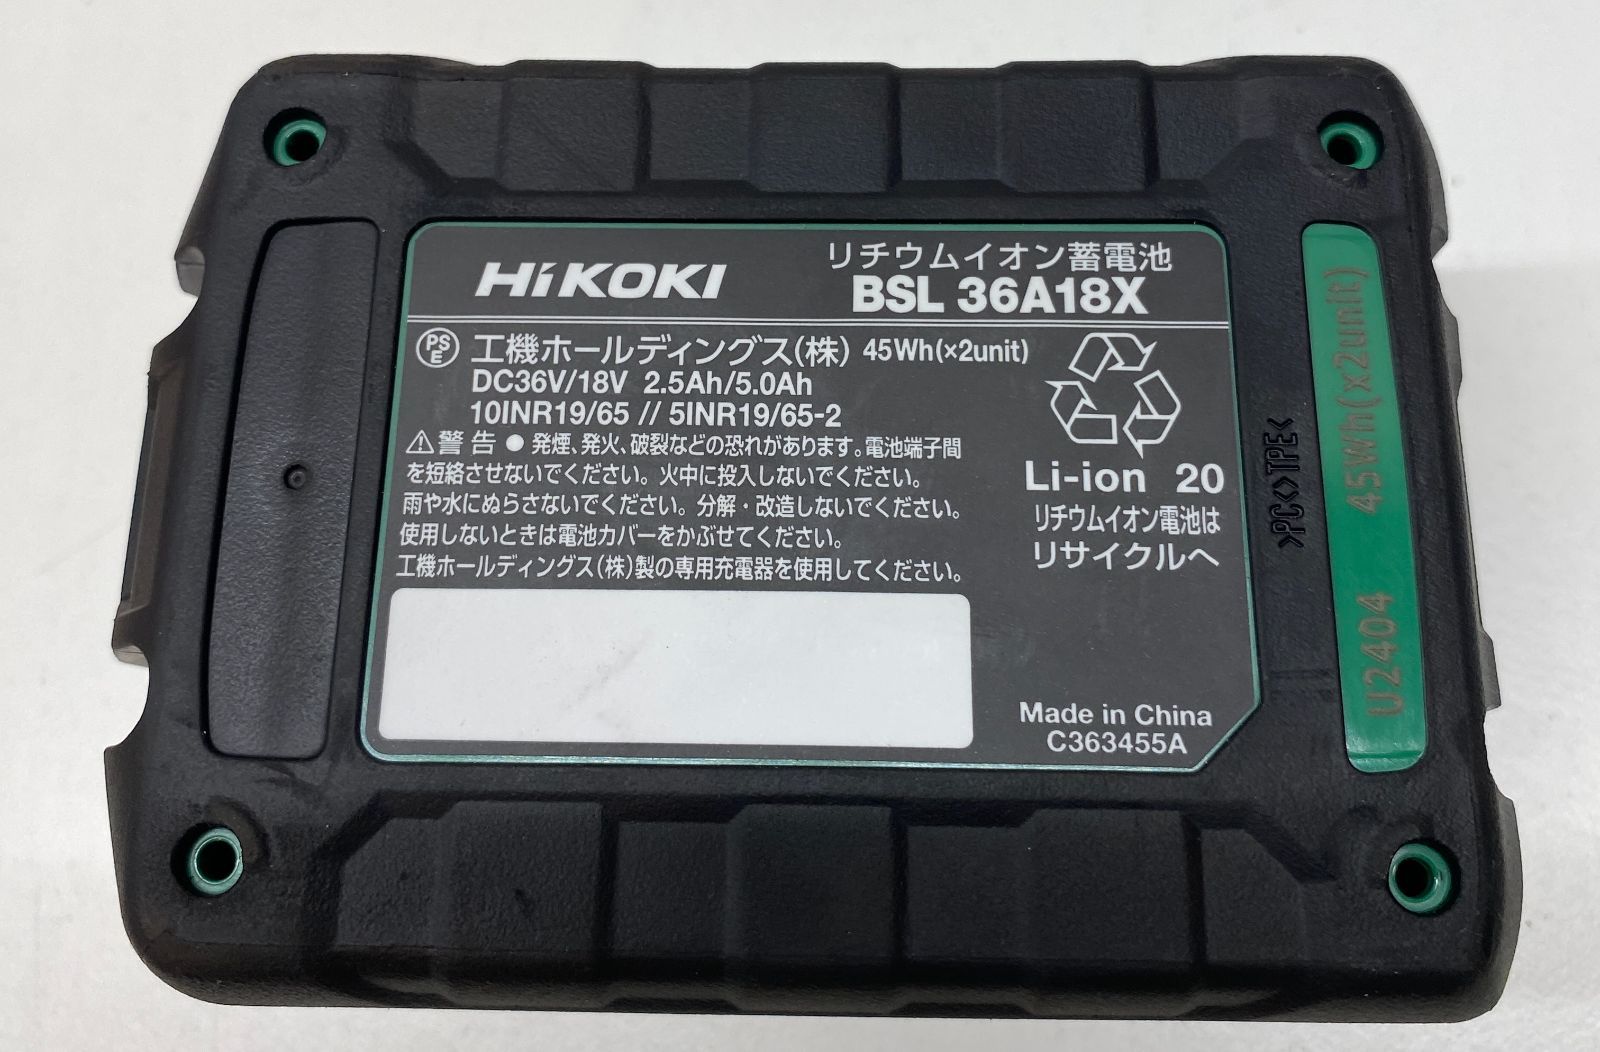 HiKOKI
リチウムイオン蓄電池
BSL 36A18X
PS
E
工機ホールディングス(株) 45Wh(×2unit)
DC36V/18V 2.5Ah/5.0Ah
10INR19/65 // 5INR19/65-2
⚠警告 ● 発煙、発火、破裂などの恐れがあります。電池端子間
を短絡させないでください。火中に投入しないでください。
雨や水にぬらさないでください。分解・改造しないでください。
使用しないときは電池カバーをかぶせてください。
工機ホールディングス(株)製の専用充電器を使用してください。
Li-ion 20
リチウムイオン電池は
リサイクルへ
Made in China
C363455A
>PC<>TPE<
U2404 45Wh(x2unit)